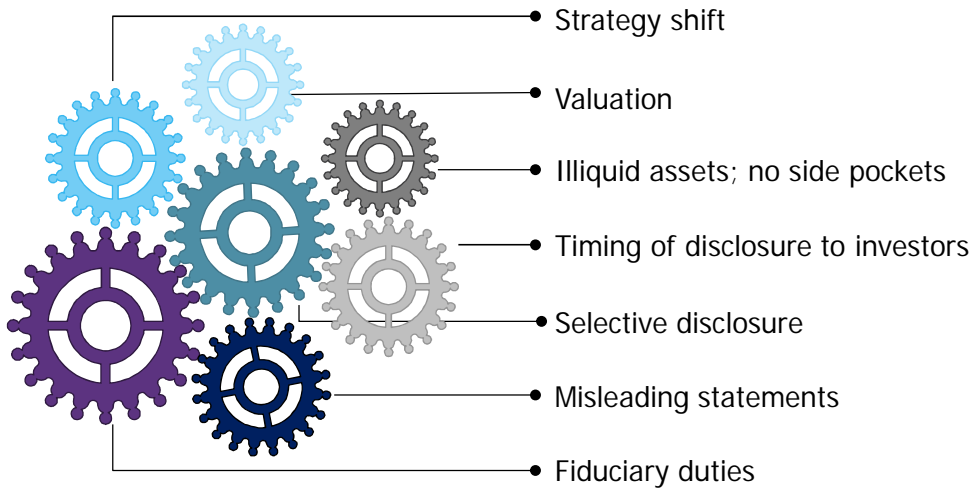 Strategy shift
Valuation
Illiquid assets; no side pockets
Timing of disclosure to investors
Selective disclosure
Misleading statements
Fiduciary duties